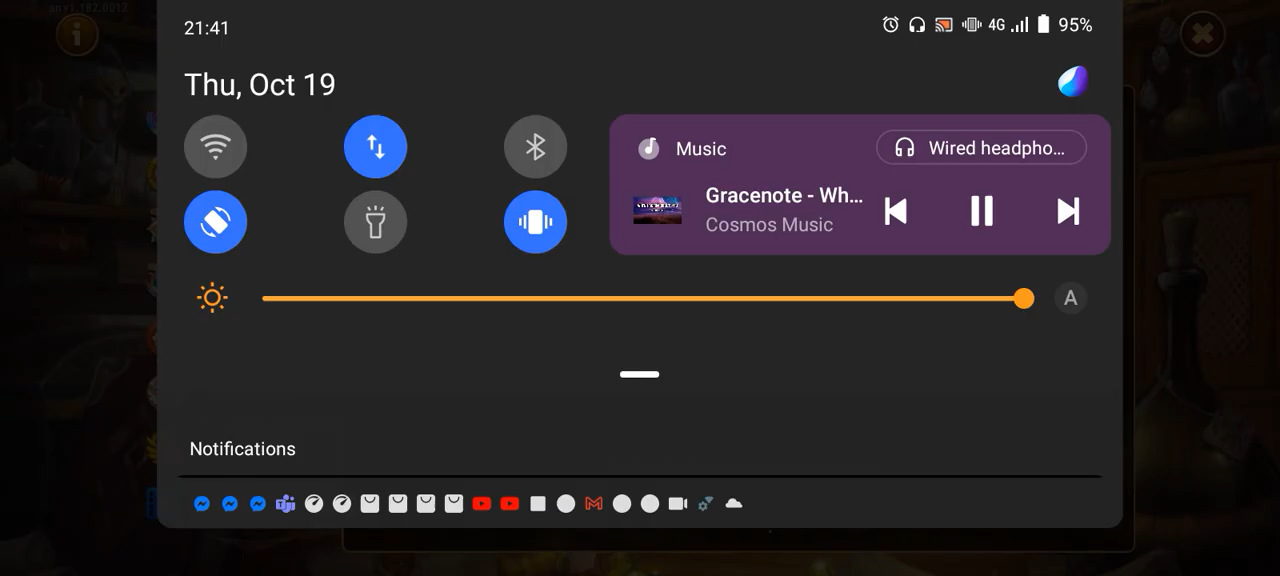 21:41
4G
95%
Thu, Oct 19
Music
Wired headpho...
Gracenote - Wh...
Cosmos Music
A
Notifications